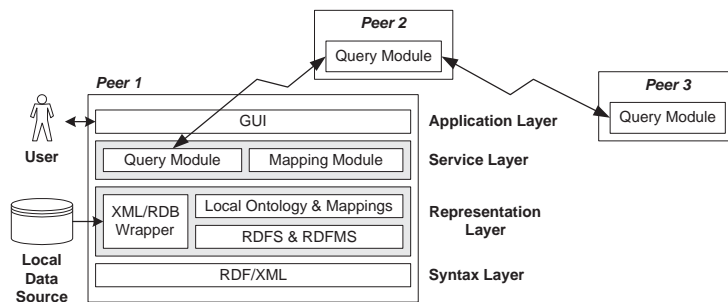 Peer 2
Query Module
Peer 1
Peer 3
Query Module
GUI
Application Layer
User
Query Module
Mapping Module
Service Layer
XML/RDB
Wrapper
Local Ontology & Mappings
RDFS & RDFMS
Representation
Layer
Local
Data
Source
RDF/XML
Syntax Layer